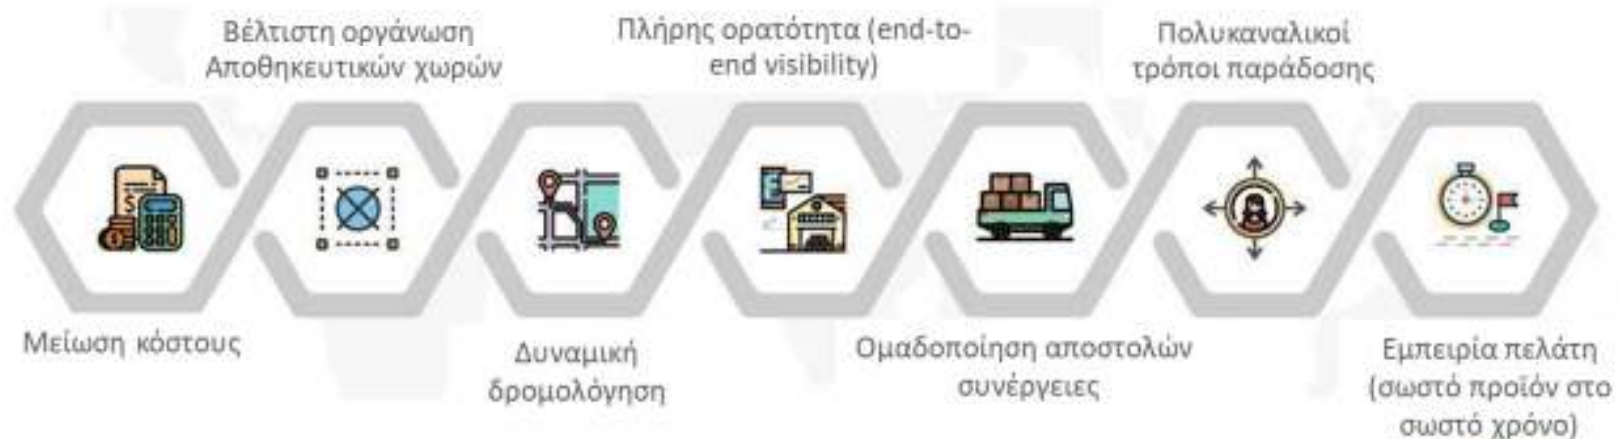 Βέλτιστη οργάνωση
Αποθηκευτικών χωρών
Πλήρης ορατότητα (end-to-
end visibility)
Πολυκαναλικοί
τρόποι παράδοσης
Μείωση κόστους
Δυναμική
δρομολόγηση
Ομαδοποίηση αποστολών
συνέργειες
Εμπειρία πελάτη
(σωστό προϊόν στο
σωστό χρόνο)